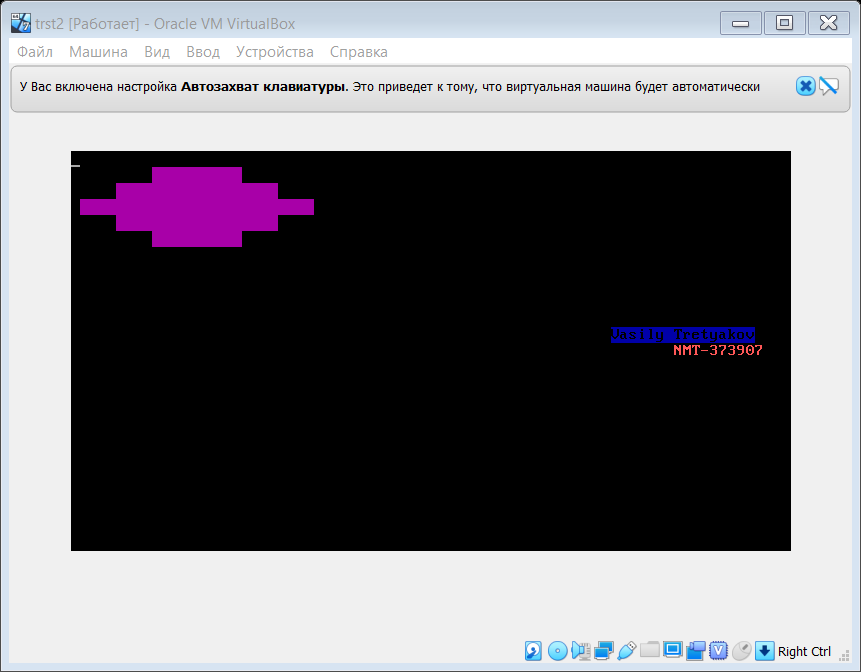 trst2 [Работает] - Oracle VM VirtualBox
Файл Машина Вид Ввод Устройства Справка
У Вас включена настройка Автозахват клавиатуры. Это приведет к тому, что виртуальная машина будет автоматически
Vasily Tretyakov
NMT-373907
Right Ctrl